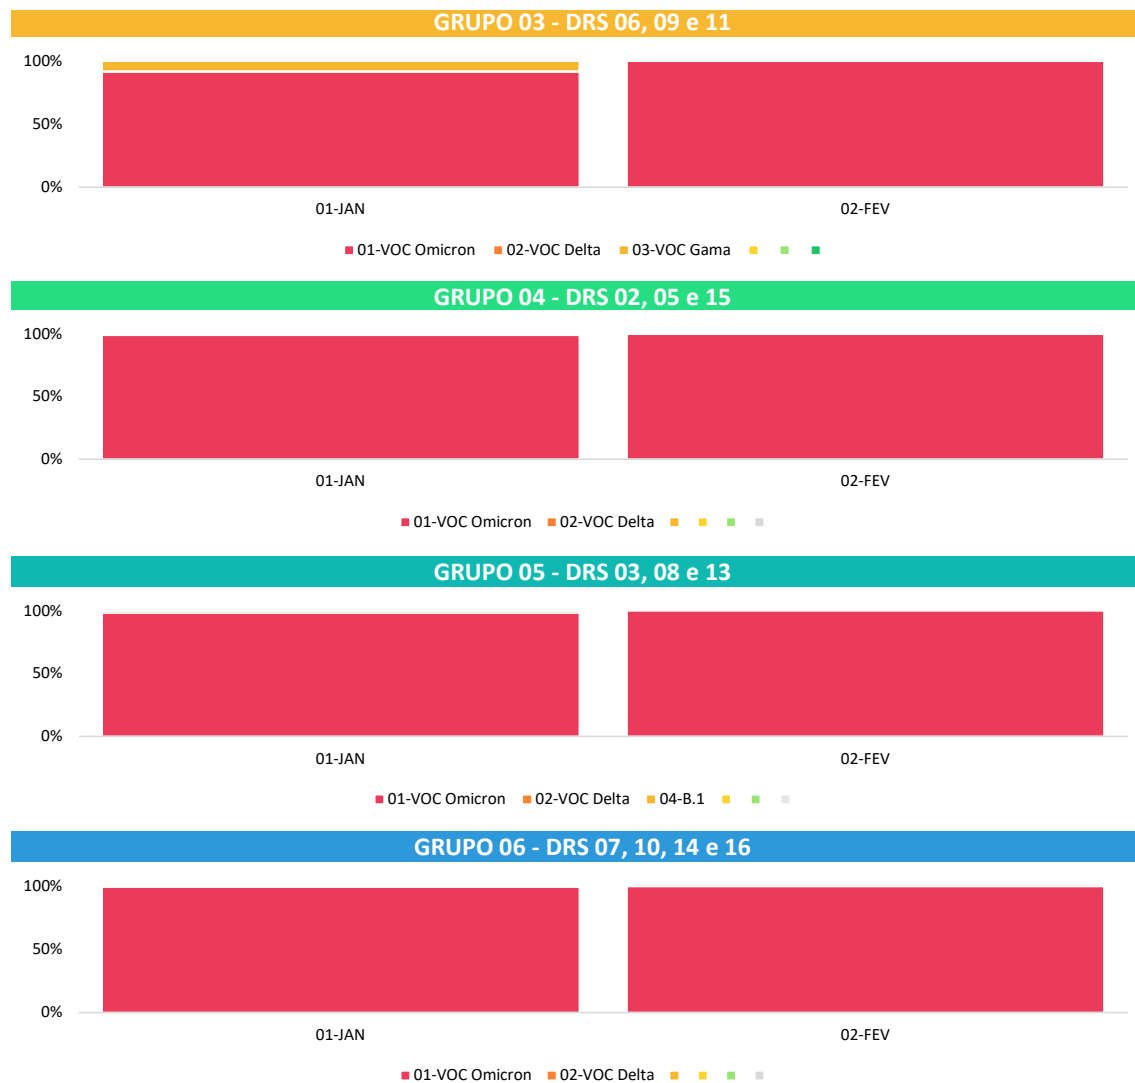 GRUPO 03 - DRS 06, 09 e 11
100%
50%
0%
01-JAN 02-FEV
01-VOC Omicron 02-VOC Delta 03-VOC Gama
GRUPO 04 - DRS 02, 05 e 15
100%
50%
0%
01-JAN 02-FEV
01-VOC Omicron 02-VOC Delta
GRUPO 05 - DRS 03, 08 e 13
100%
50%
0%
01-JAN 02-FEV
01-VOC Omicron 02-VOC Delta 04-B.1
GRUPO 06 - DRS 07, 10, 14 e 16
100%
50%
0%
01-JAN 02-FEV
01-VOC Omicron 02-VOC Delta